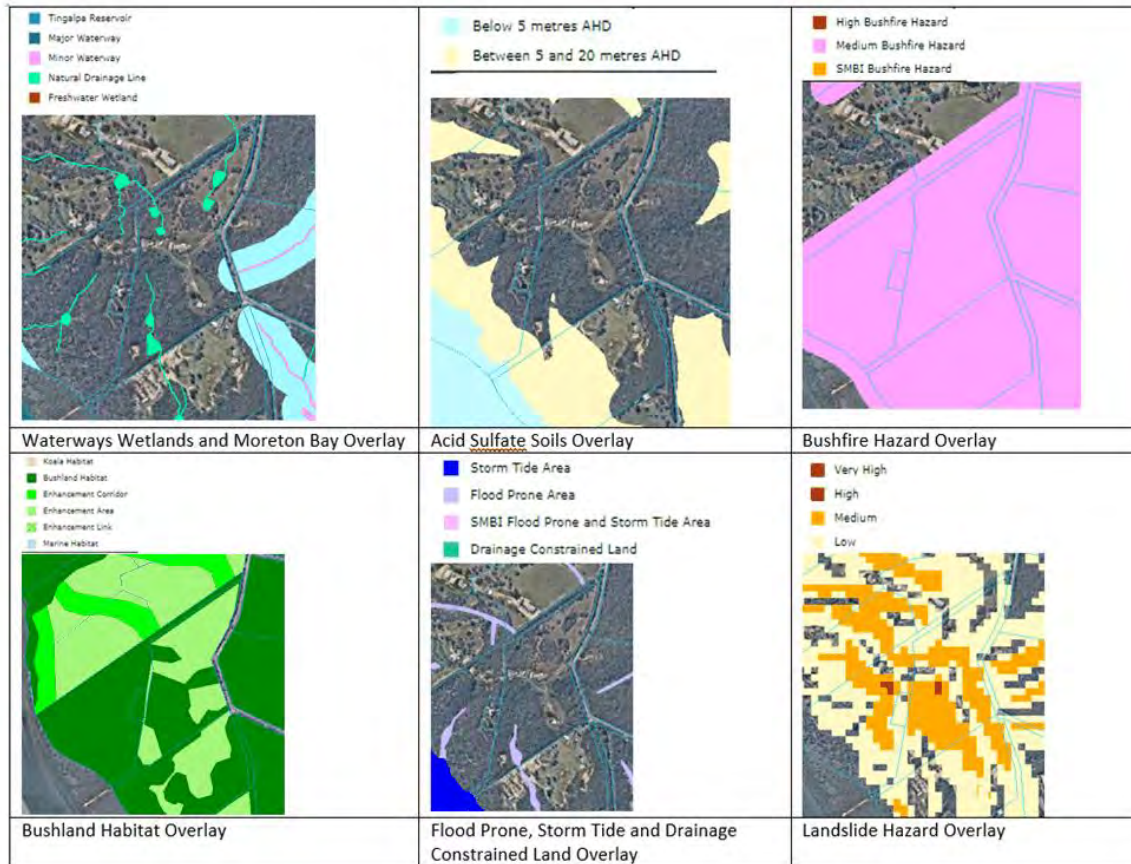 Tingalpa Reservoir
Major Waterway
Minor Waterway
Natural Drainage Line
Freshwater Wetland
Waterways Wetlands and Moreton Bay Overlay
Below 5 metres AHD
Between 5 and 20 metres AHD
Acid Sulfate Soils Overlay
High Bushfire Hazard
Medium Bushfire Hazard
SMBI Bushfire Hazard
Bushfire Hazard Overlay
Koala Habitat
Bushland Habitat
Enhancement Corridor
Enhancement Area
Enhancement Link
Marine Habitat
Bushland Habitat Overlay
Storm Tide Area
Flood Prone Area
SMBI Flood Prone and Storm Tide Area
Drainage Constrained Land
Flood Prone, Storm Tide and Drainage
Constrained Land Overlay
Very High
High
Medium
Low
Landslide Hazard Overlay